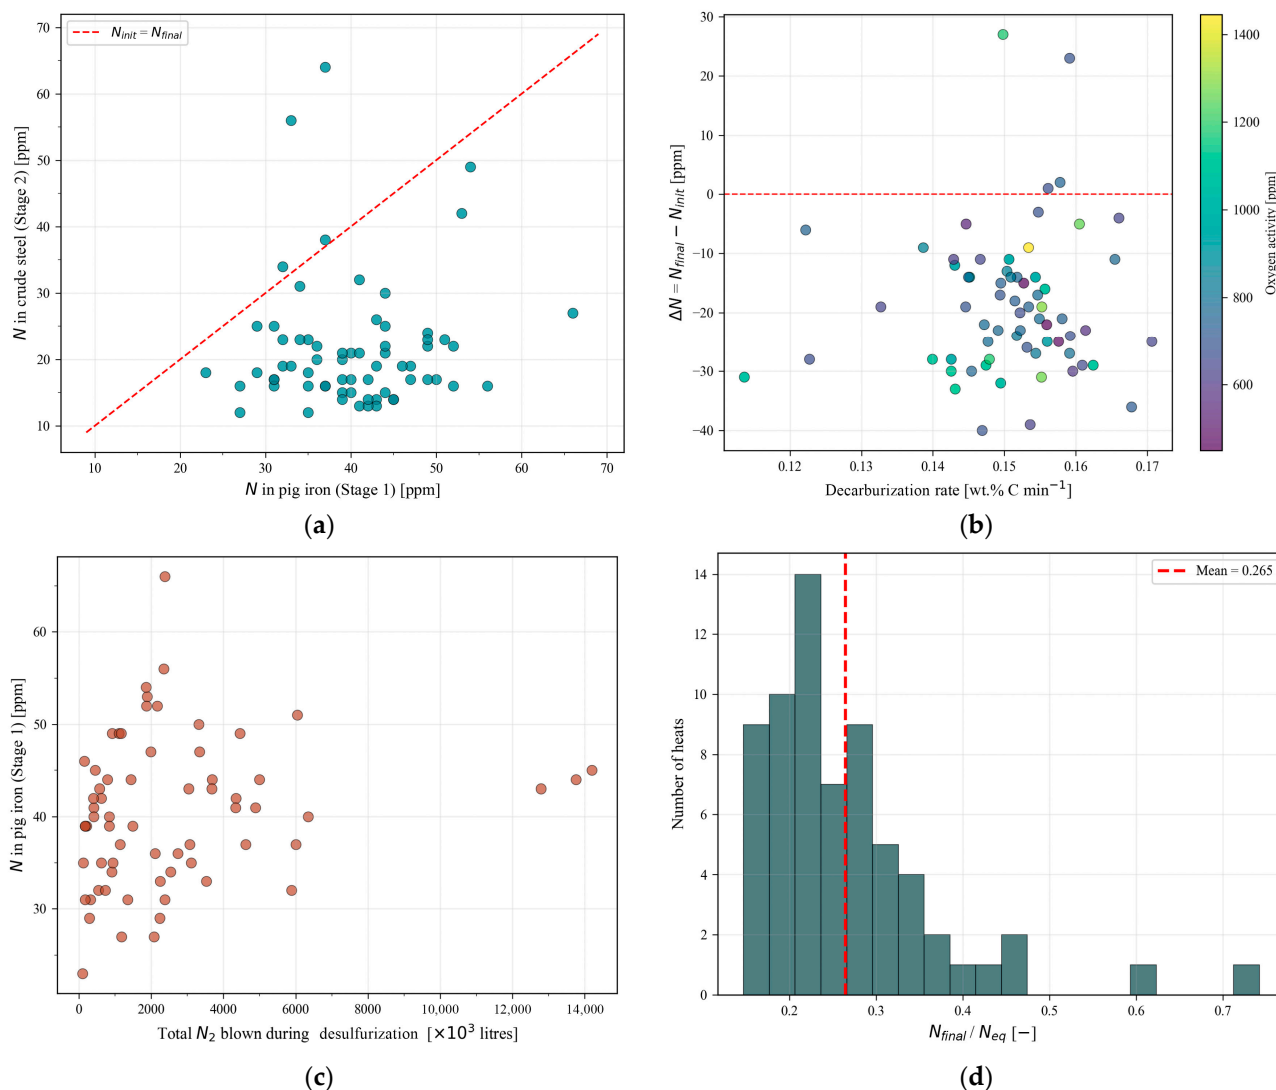 N_init = N_final
70
60
50
40
30
20
10
N in crude steel (Stage 2) [ppm]
10 20 30 40 50 60 70
N in pig iron (Stage 1) [ppm]
(a)
30
20
10
0
−10
−20
−30
−40
ΔN = N_final − N_init [ppm]
0.12 0.13 0.14 0.15 0.16 0.17
Decarburization rate [wt.% C min⁻¹]
1400
1200
1000
800
600
Oxygen activity [ppm]
(b)
60
50
40
30
N in pig iron (Stage 1) [ppm]
0 2000 4000 6000 8000 10,000 12,000 14,000
Total N₂ blown during desulfurization [×10³ litres]
(c)
Mean = 0.265
14
12
10
8
6
4
2
0
Number of heats
0.2 0.3 0.4 0.5 0.6 0.7
N_final / N_eq [−]
(d)